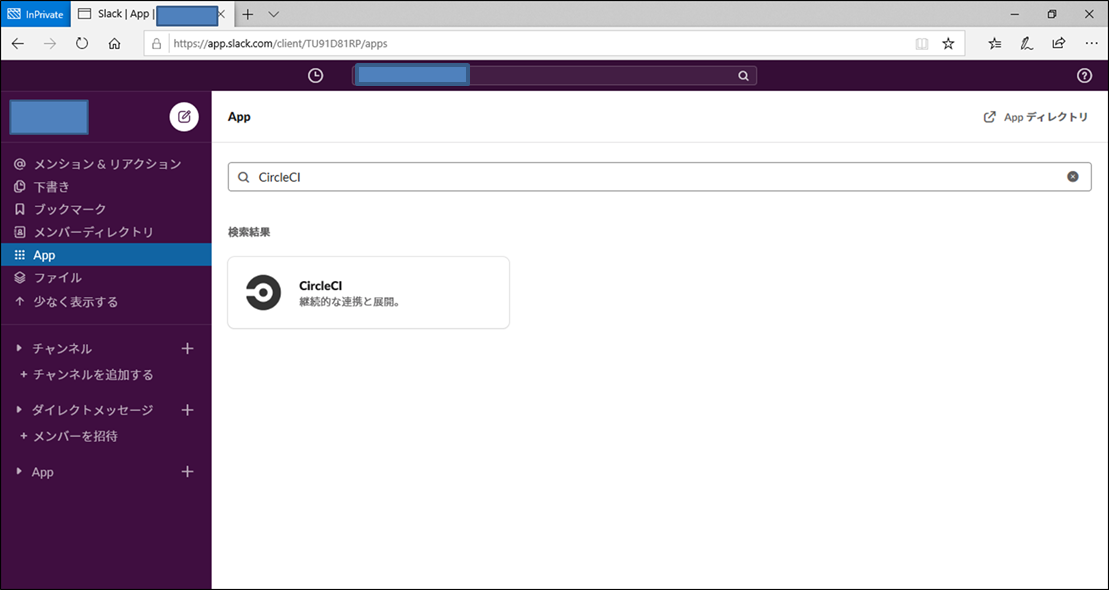 InPrivate
Slack | App |
https://app.slack.com/client/TU91D81RP/apps
App
App ディレクトリ
メンション & リアクション
下書き
ブックマーク
メンバーディレクトリ
App
ファイル
少なく表示する
チャンネル
+ チャンネルを追加する
ダイレクトメッセージ
+ メンバーを招待
App
CircleCI
検索結果
CircleCI
継続的な連携と展開。